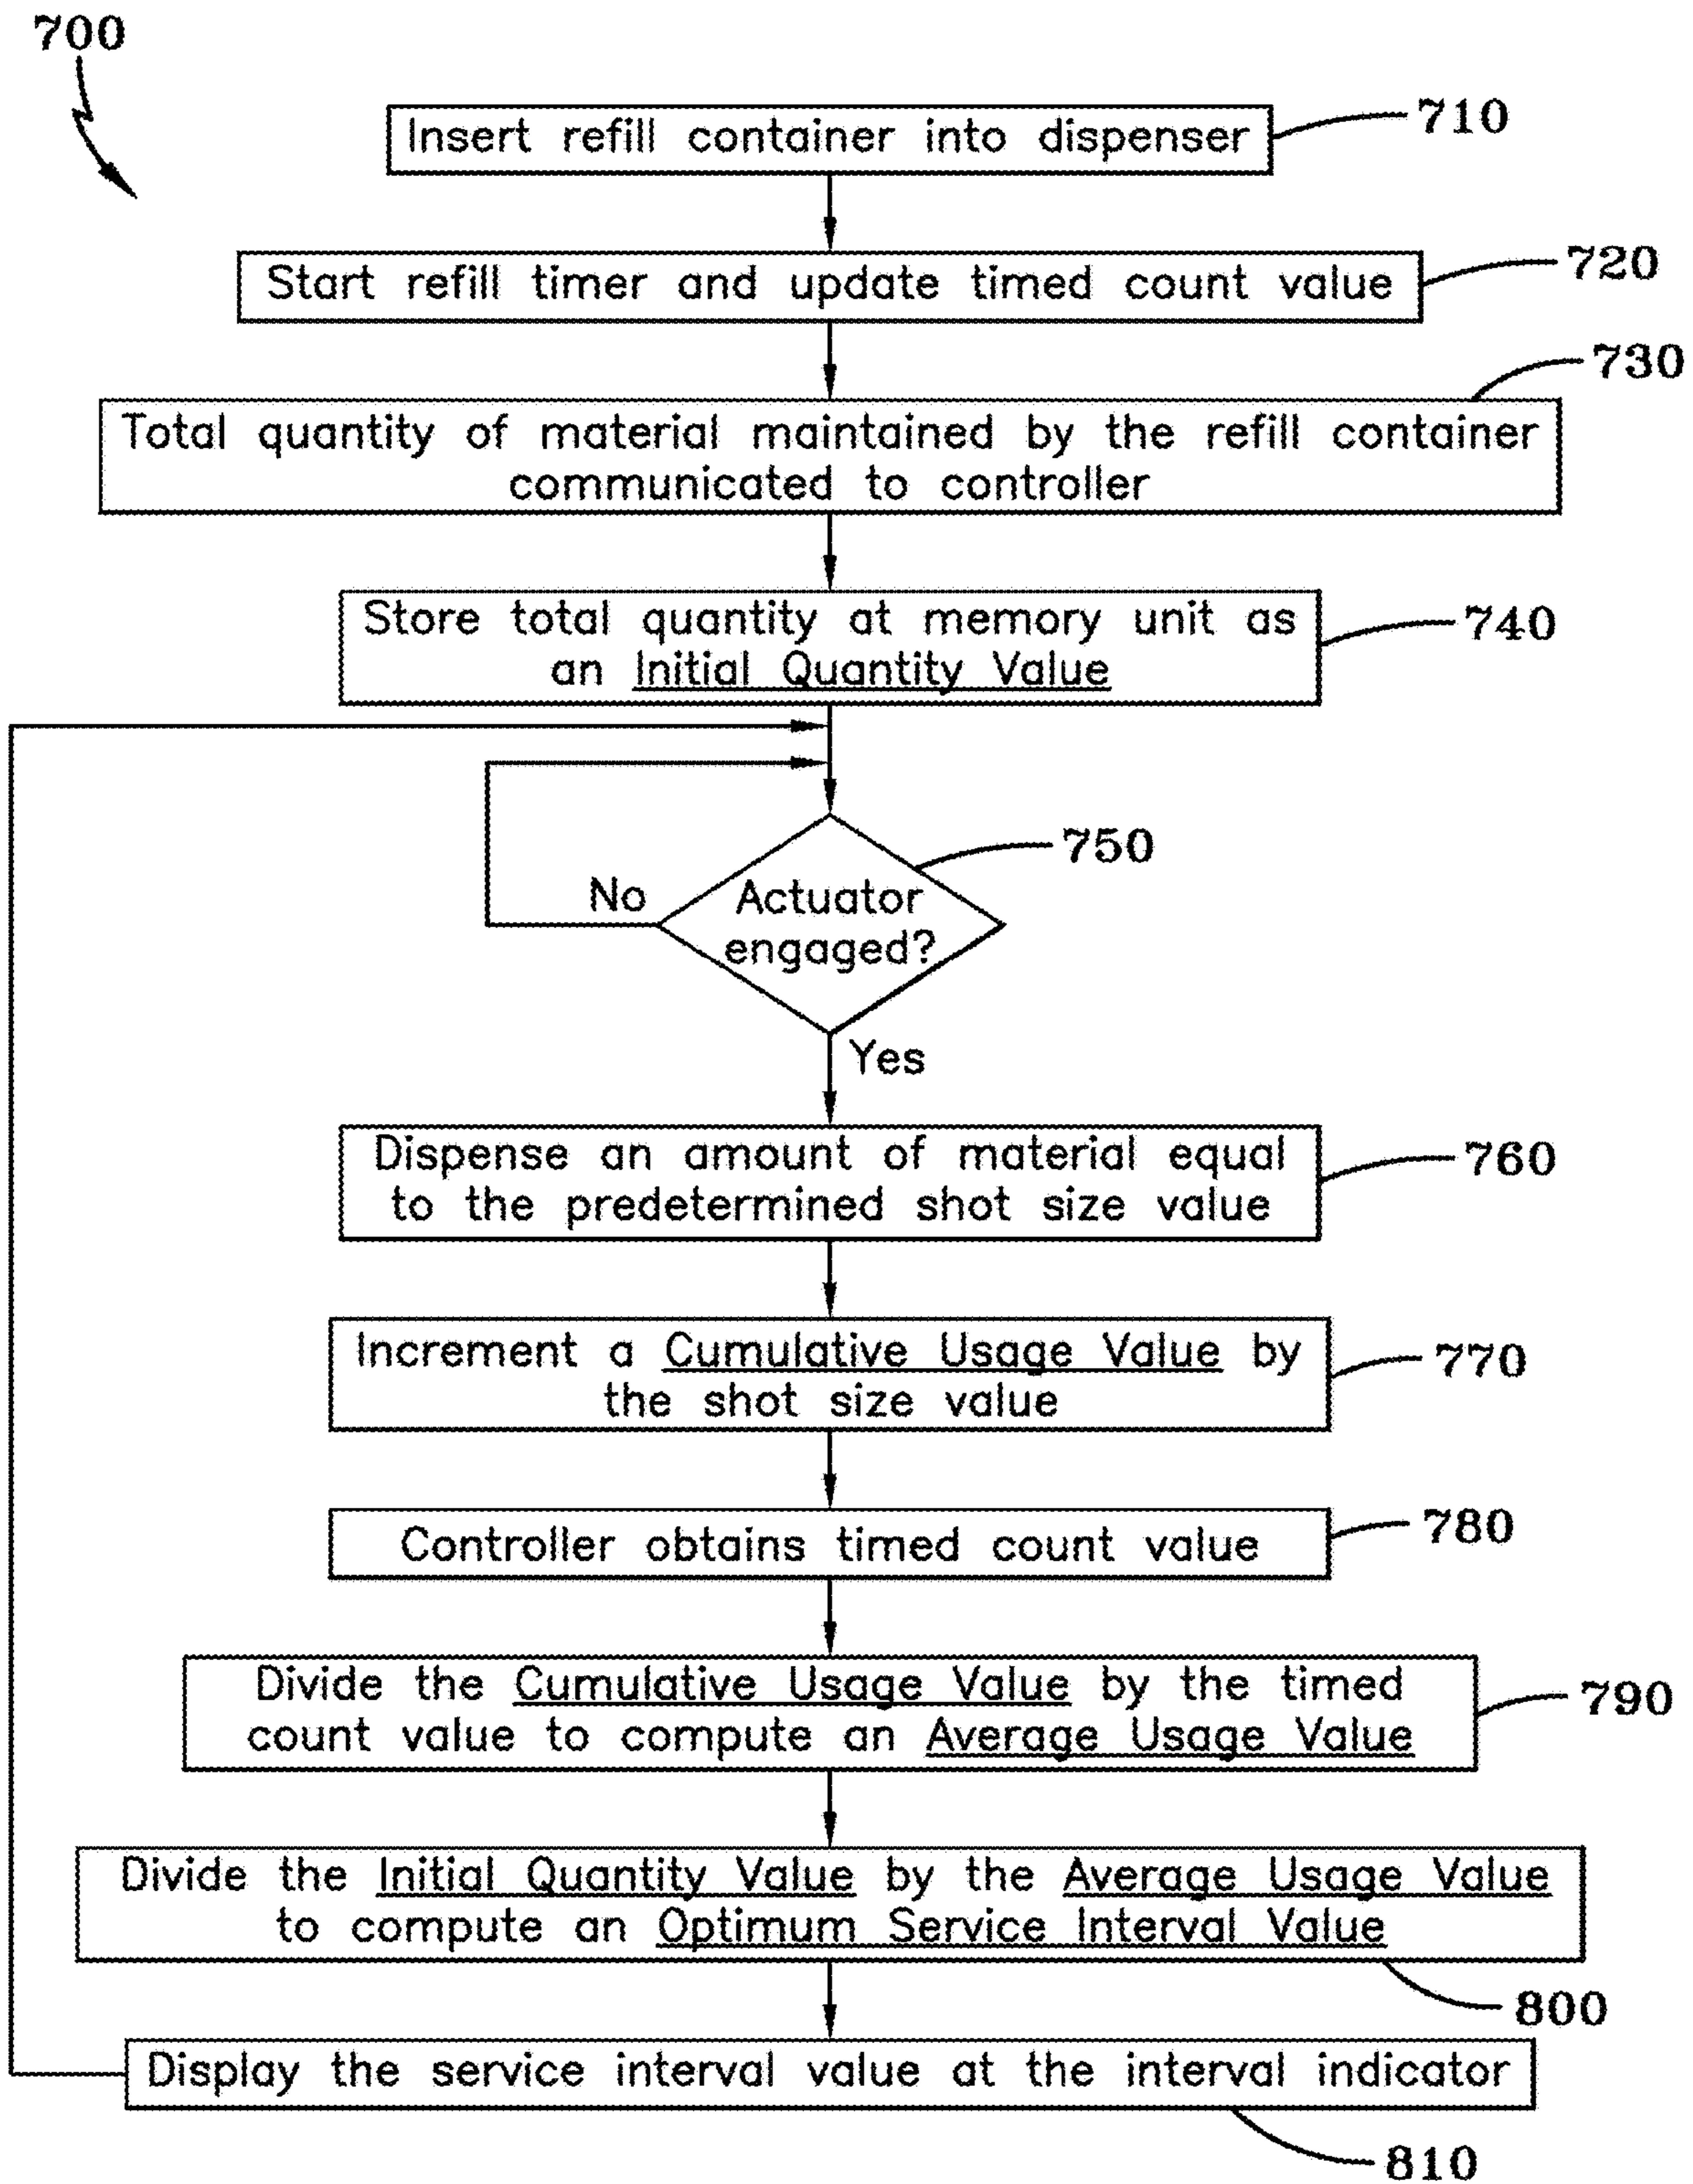 700
Insert refill container into dispenser
710
Start refill timer and update timed count value
720
730
Total quantity of material maintained by the refill container
communicated to controller
Store total quantity at memory unit as
an Initial Quantity Value
740
750
No
Actuator
engaged?
Yes
Dispense an amount of material equal
to the predetermined shot size value
760
Increment a Cumulative Usage Value by
the shot size value
770
Controller obtains timed count value
780
Divide the Cumulative Usage Value by the timed
count value to compute an Average Usage Value
790
Divide the Initial Quantity Value by the Average Usage Value
to compute an Optimum Service Interval Value
800
Display the service interval value at the interval indicator
810